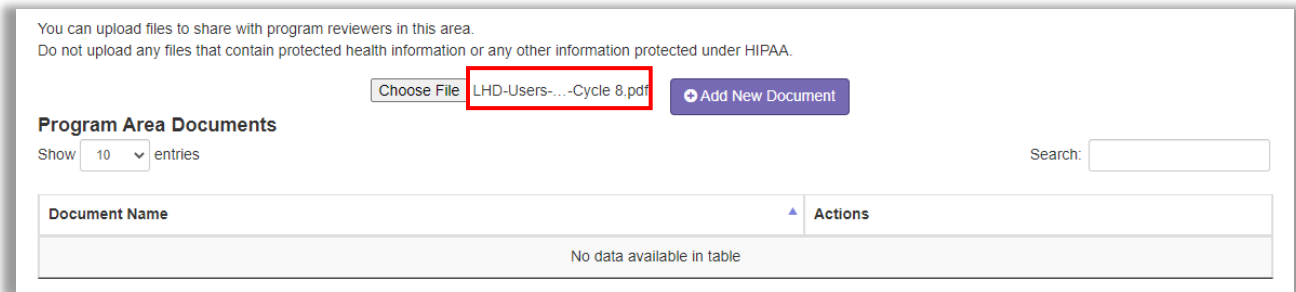 You can upload files to share with program reviewers in this area.
Do not upload any files that contain protected health information or any other information protected under HIPAA.
Choose File LHD-Users-...-Cycle 8.pdf Add New Document
Program Area Documents
Show 10 entries Search:
Document Name Actions
No data available in table